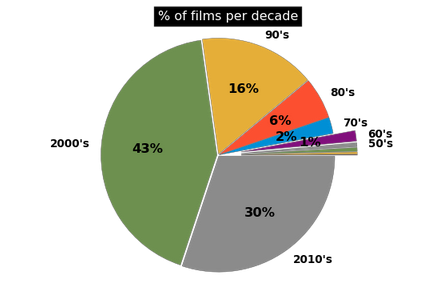 % of films per decade
90's
16%
80's
6%
70's
2%
60's
1%
50's
2000's
43%
30%
2010's